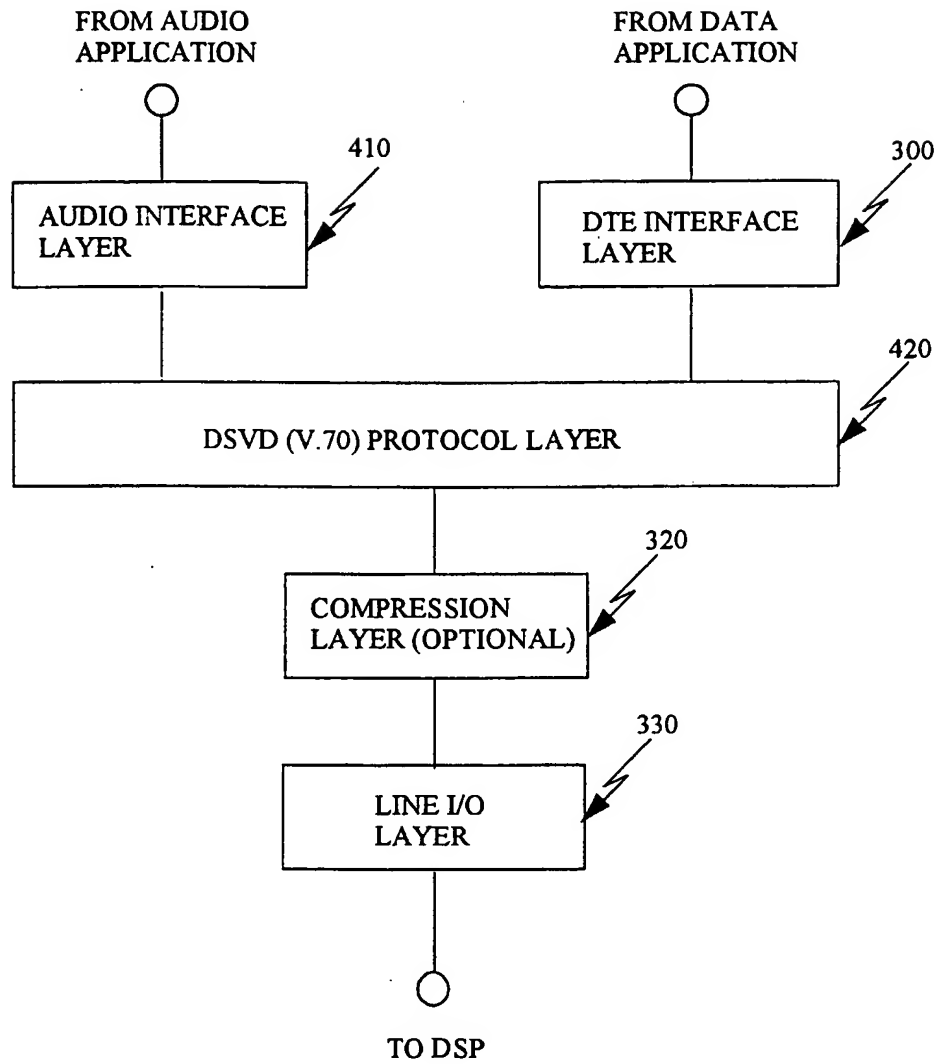 FROM AUDIO
APPLICATION
FROM DATA
APPLICATION
410
300
AUDIO INTERFACE
LAYER
DTE INTERFACE
LAYER
420
DSVD (V.70) PROTOCOL LAYER
320
COMPRESSION
LAYER (OPTIONAL)
330
LINE I/O
LAYER
TO DSP